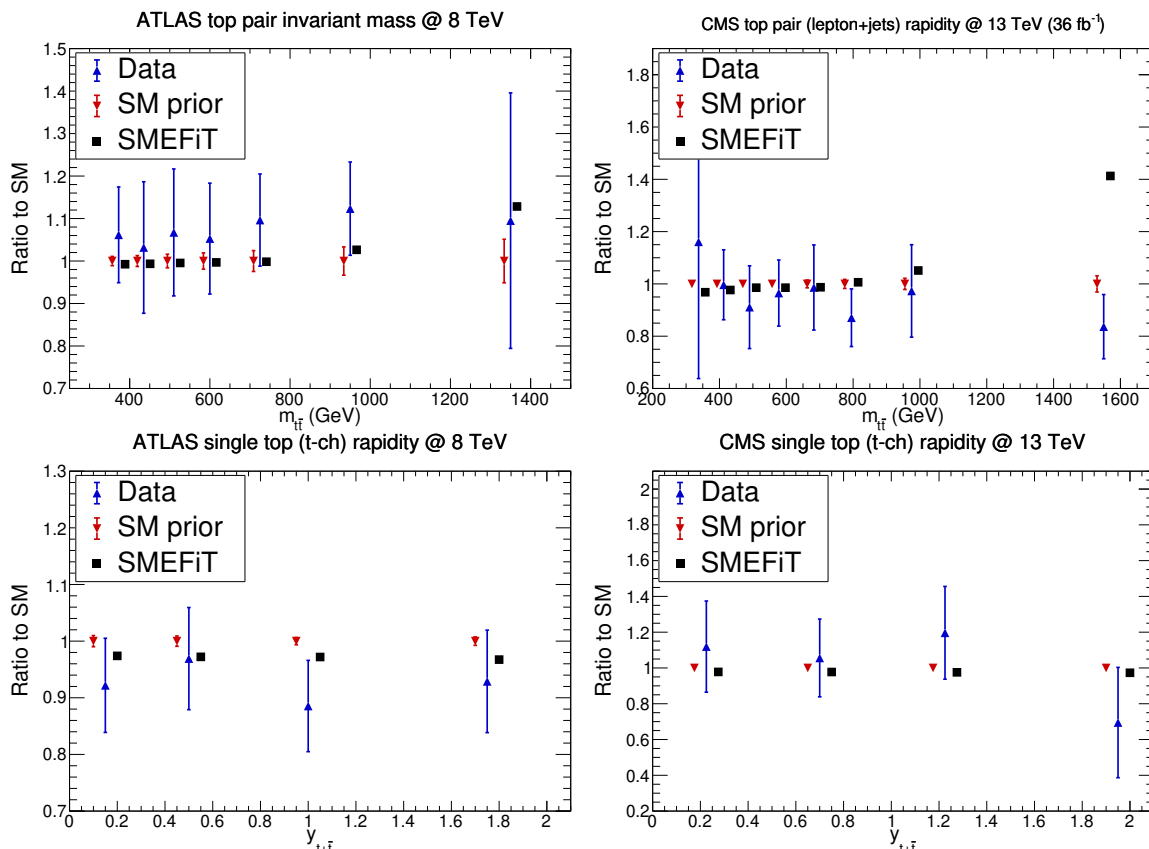 ATLAS top pair invariant mass @ 8 TeV
1.5
1.4
1.3
1.2
1.1
1
0.9
0.8
0.7
Ratio to SM
Data
SM prior
SMEFiT
400 600 800 1000 1200 1400
m_{tt̄} (GeV)
CMS top pair (lepton+jets) rapidity @ 13 TeV (36 fb⁻¹)
1.8
1.6
1.4
1.2
1
0.8
0.6
Ratio to SM
Data
SM prior
SMEFiT
200 400 600 800 1000 1200 1400 1600
m_{tt̄} (GeV)
ATLAS single top (t-ch) rapidity @ 8 TeV
1.3
1.2
1.1
1
0.9
0.8
0.7
Ratio to SM
Data
SM prior
SMEFiT
0 0.2 0.4 0.6 0.8 1 1.2 1.4 1.6 1.8 2
y
CMS single top (t-ch) rapidity @ 13 TeV
2
1.8
1.6
1.4
1.2
1
0.8
0.6
0.4
0.2
Ratio to SM
Data
SM prior
SMEFiT
0 0.2 0.4 0.6 0.8 1 1.2 1.4 1.6 1.8 2
y